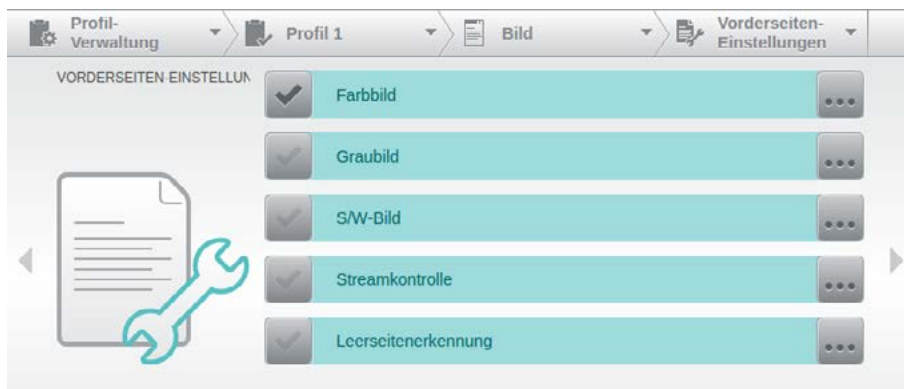 Profil-
Verwaltung
Profil 1
Bild
Vorderseiten-
Einstellungen
VORDERSEITEN EINSTELLUN
Farbbild
Graubild
S/W-Bild
Streamkontrolle
Leerseitenerkennung